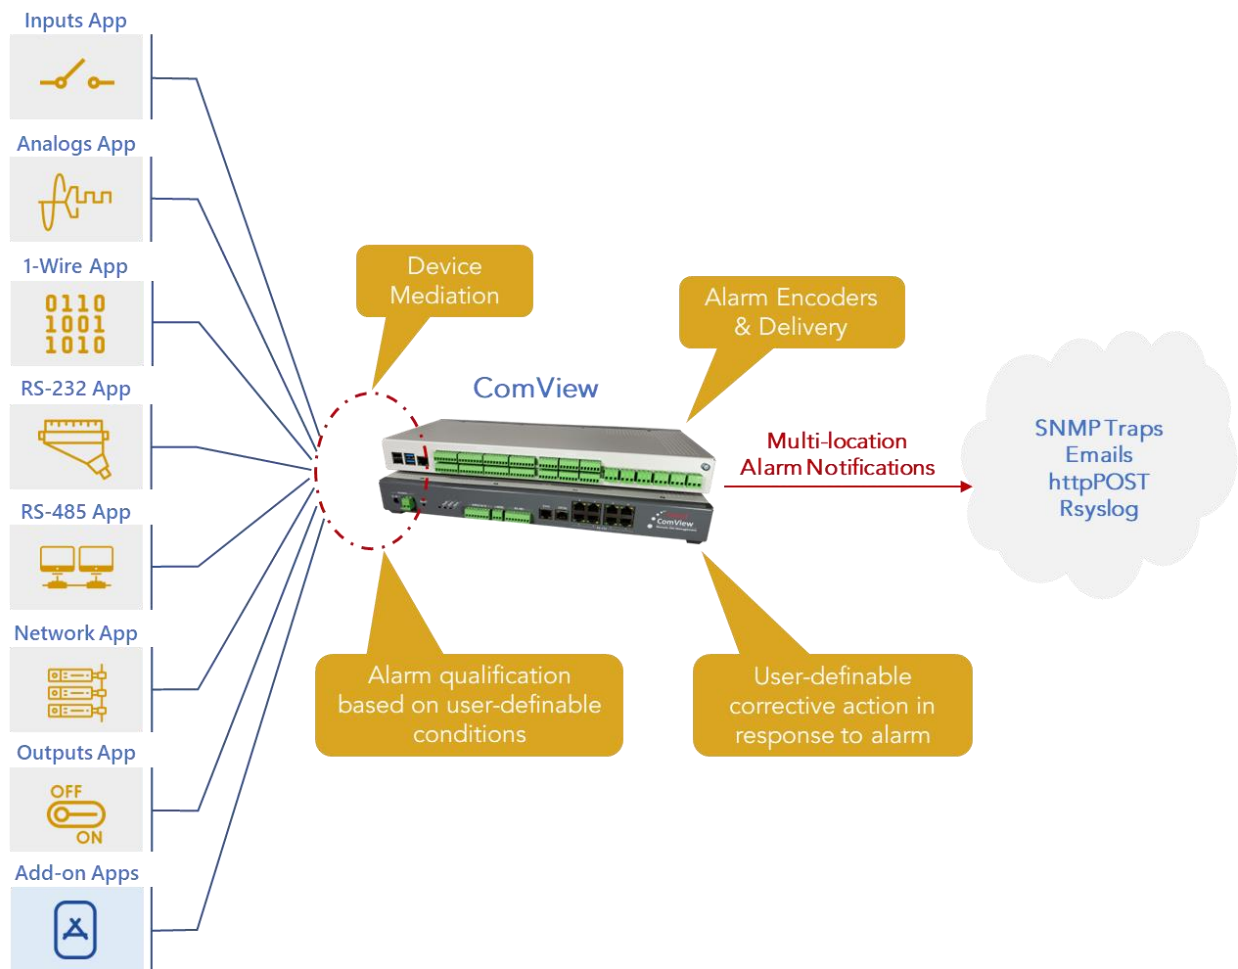 Inputs App
Analogs App
1-Wire App
0110
1001
1010
RS-232 App
RS-485 App
Network App
Outputs App
OFF
ON
Add-on Apps
Device
Mediation
Alarm Encoders
& Delivery
ComView
ComView
Alarm qualification
based on user-definable
conditions
User-definable
corrective action in
response to alarm
Multi-location
Alarm Notifications
SNMP Traps
Emails
httpPOST
Rsyslog